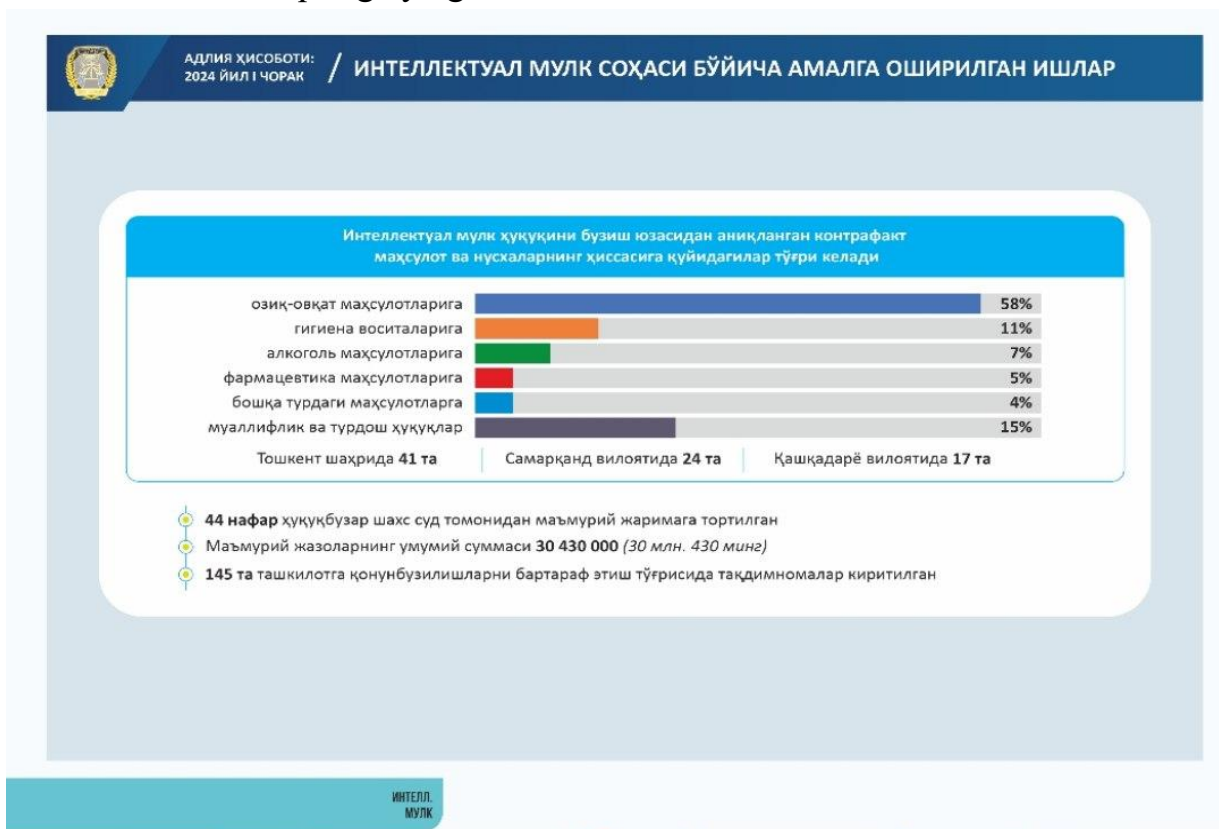 АДЛИЯ ҲИСОБОТИ:
2024 ЙИЛ I ЧОРАК / ИНТЕЛЛЕКТУАЛ МУЛК СОҲАСИ БЎЙИЧА АМАЛГА ОШИРИЛГАН ИШЛАР
Интеллектуал мулк ҳуқуқини бузиш юзасидан аниқланган контрафакт
маҳсулот ва нусхаларнинг ҳиссасига қуйидагилар тўғри келади
озиқ-овқат маҳсулотларига 58%
гигиена воситаларига 11%
алкоголь маҳсулотларига 7%
фармацевтика маҳсулотларига 5%
бошқа турдаги маҳсулотларга 4%
муаллифлик ва турдош ҳуқуқлар 15%
Тошкент шаҳрида 41 та Самарқанд вилоятида 24 та Қашқадарё вилоятида 17 та
44 нафар ҳуқуқбузар шахс суд томонидан маъмурий жаримага тортилган
Маъмурий жазоларнинг умумий суммаси 30 430 000 (30 млн. 430 минг)
145 та ташкилотга қонунбузилишларни бартараф этиш тўғрисида тақдимномалар киритилган
ИНТЕЛЛ.
МУЛК